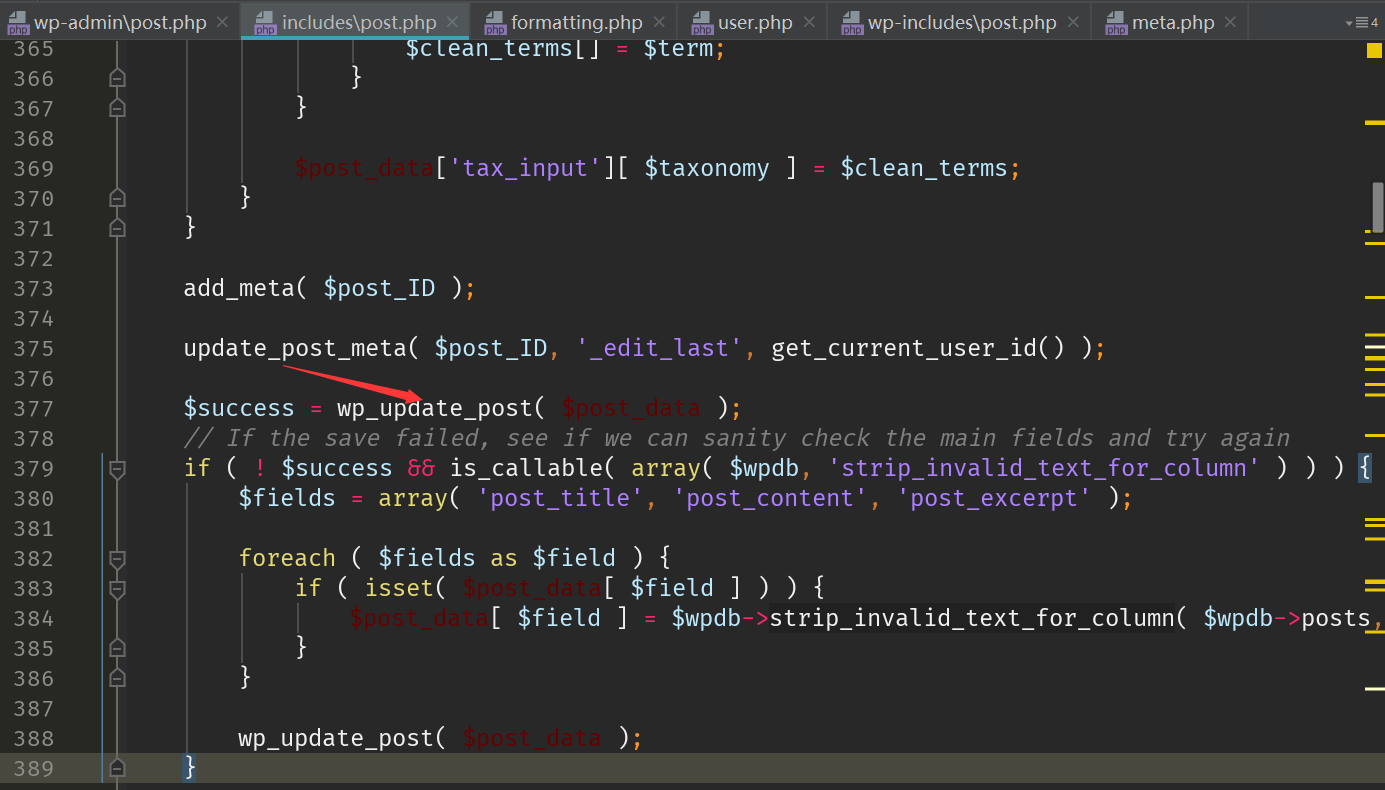 wp-admin\post.php includes\post.php formatting.php user.php wp-includes\post.php meta.php 4
365 $clean_terms[] = $term;
366 }
367 }
368
369 $post_data['tax_input'][ $taxonomy ] = $clean_terms;
370 }
371 }
372
373 add_meta( $post_ID );
374
375 update_post_meta( $post_ID, '_edit_last', get_current_user_id() );
376
377 $success = wp_update_post( $post_data );
378 // If the save failed, see if we can sanity check the main fields and try again
379 if ( ! $success && is_callable( array( $wpdb, 'strip_invalid_text_for_column' ) ) ) {
380 $fields = array( 'post_title', 'post_content', 'post_excerpt' );
381
382 foreach ( $fields as $field ) {
383 if ( isset( $post_data[ $field ] ) ) {
384 $post_data[ $field ] = $wpdb->strip_invalid_text_for_column( $wpdb->posts,
385 }
386 }
387
388 wp_update_post( $post_data );
389 }